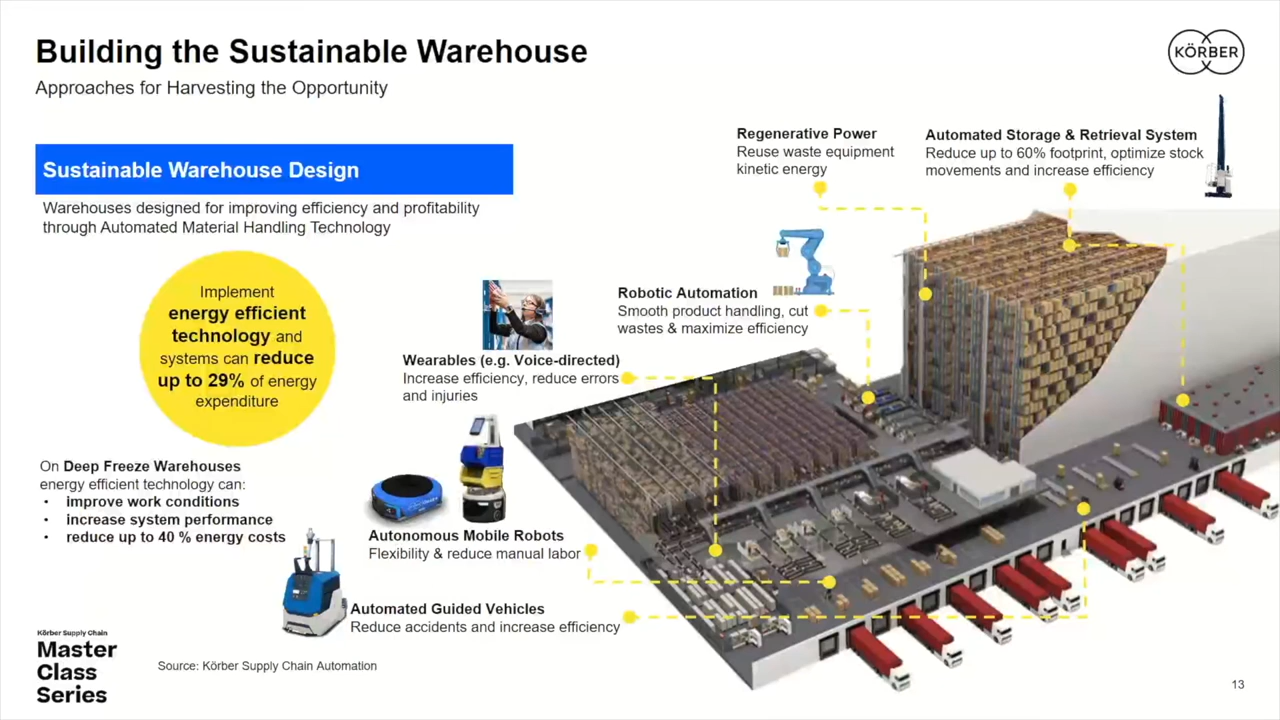 Building the Sustainable Warehouse
Approaches for Harvesting the Opportunity
KÖRBER
Sustainable Warehouse Design
Warehouses designed for improving efficiency and profitability
through Automated Material Handling Technology
Implement
energy efficient
technology and
systems can reduce
up to 29% of energy
expenditure
On Deep Freeze Warehouses
energy efficient technology can:
• improve work conditions
• increase system performance
• reduce up to 40 % energy costs
Regenerative Power
Reuse waste equipment
kinetic energy
Automated Storage & Retrieval System
Reduce up to 60% footprint, optimize stock
movements and increase efficiency
Robotic Automation
Smooth product handling, cut
wastes & maximize efficiency
Wearables (e.g. Voice-directed)
Increase efficiency, reduce errors
and injuries
Autonomous Mobile Robots
Flexibility & reduce manual labor
Automated Guided Vehicles
Reduce accidents and increase efficiency
Körber Supply Chain
Master
Class
Series
Source: Körber Supply Chain Automation
13